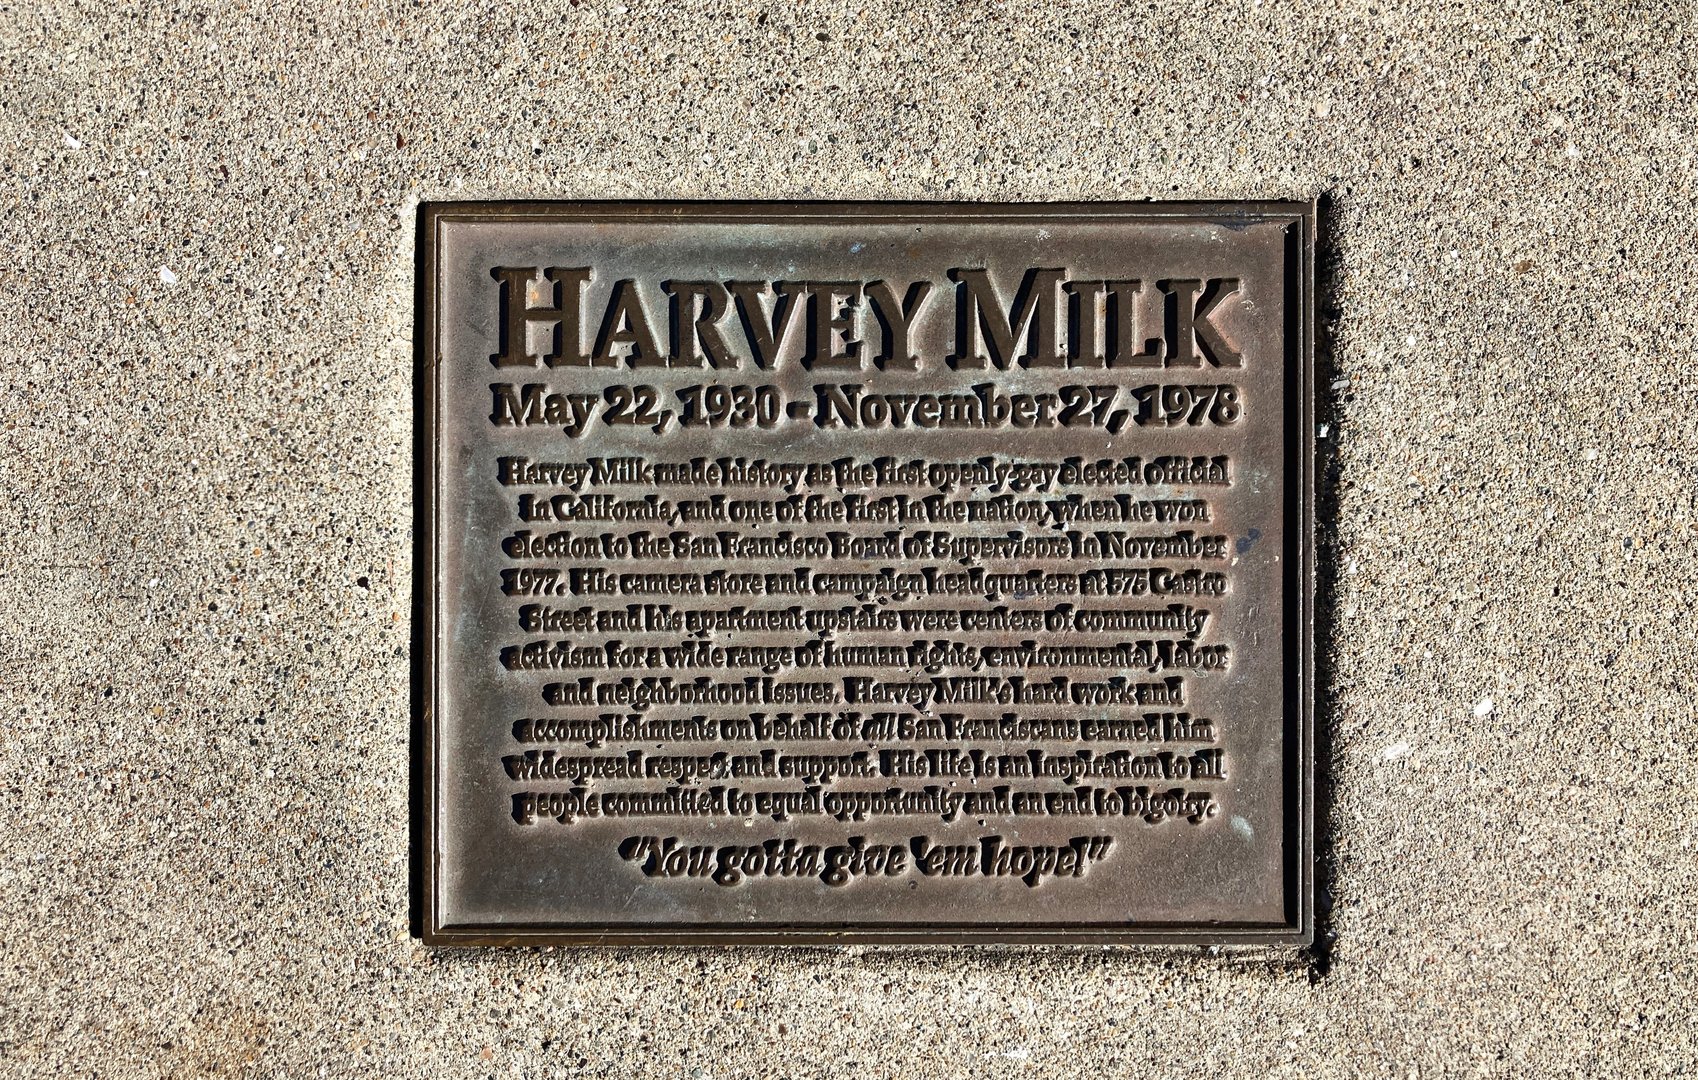 HARVEY MILK
May 22, 1930 - November 27, 1978
Harvey Milk made history as the first openly-gay elected official
in California, and one of the first in the nation, when he won
election to the San Francisco Board of Supervisors in November
1977. His camera store and campaign headquarters at 575 Castro
Street and his apartment upstairs were centers of community
activism for a wide range of human rights, environmental, labor
and neighborhood issues. Harvey Milk's hard work and
accomplishments on behalf of all San Franciscans earned him
widespread respect and support. His life is an inspiration to all
people committed to equal opportunity and an end to bigotry.
"You gotta give 'em hope!"